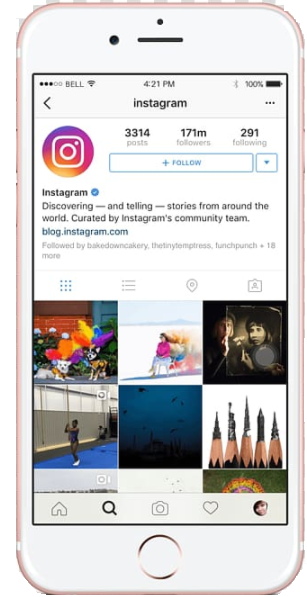 BELL 4:21 PM 100%
instagram
3314 171m 291
posts followers following
+ FOLLOW
Instagram
Discovering — and telling — stories from around the
world. Curated by Instagram's community team.
blog.instagram.com
Followed by bakedowncakery, thetinytemptress, funchpunch + 18
more